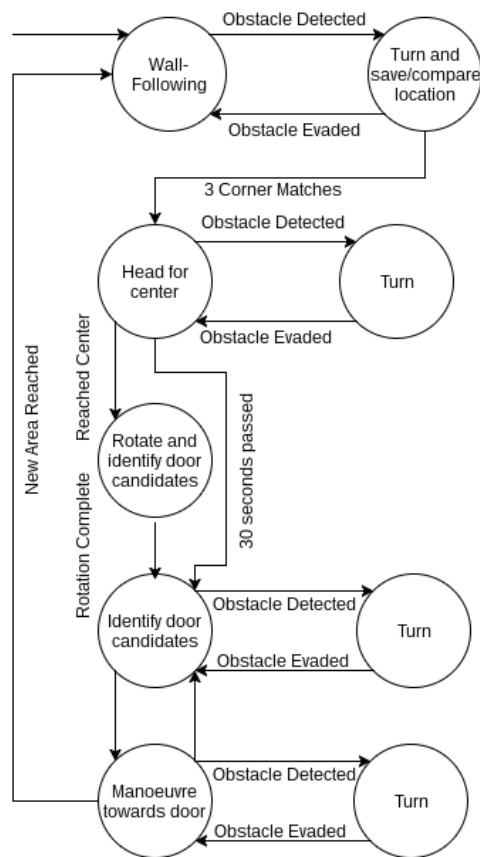 Obstacle Detected
Wall-
Following
Turn and
save/compare
location
Obstacle Evaded
3 Corner Matches
Obstacle Detected
Head for
center
Turn
Obstacle Evaded
Reached Center
New Area Reached
30 seconds passed
Rotate and
identify door
candidates
Rotation Complete
Obstacle Detected
Identify door
candidates
Turn
Obstacle Evaded
Obstacle Detected
Manoeuvre
towards door
Turn
Obstacle Evaded